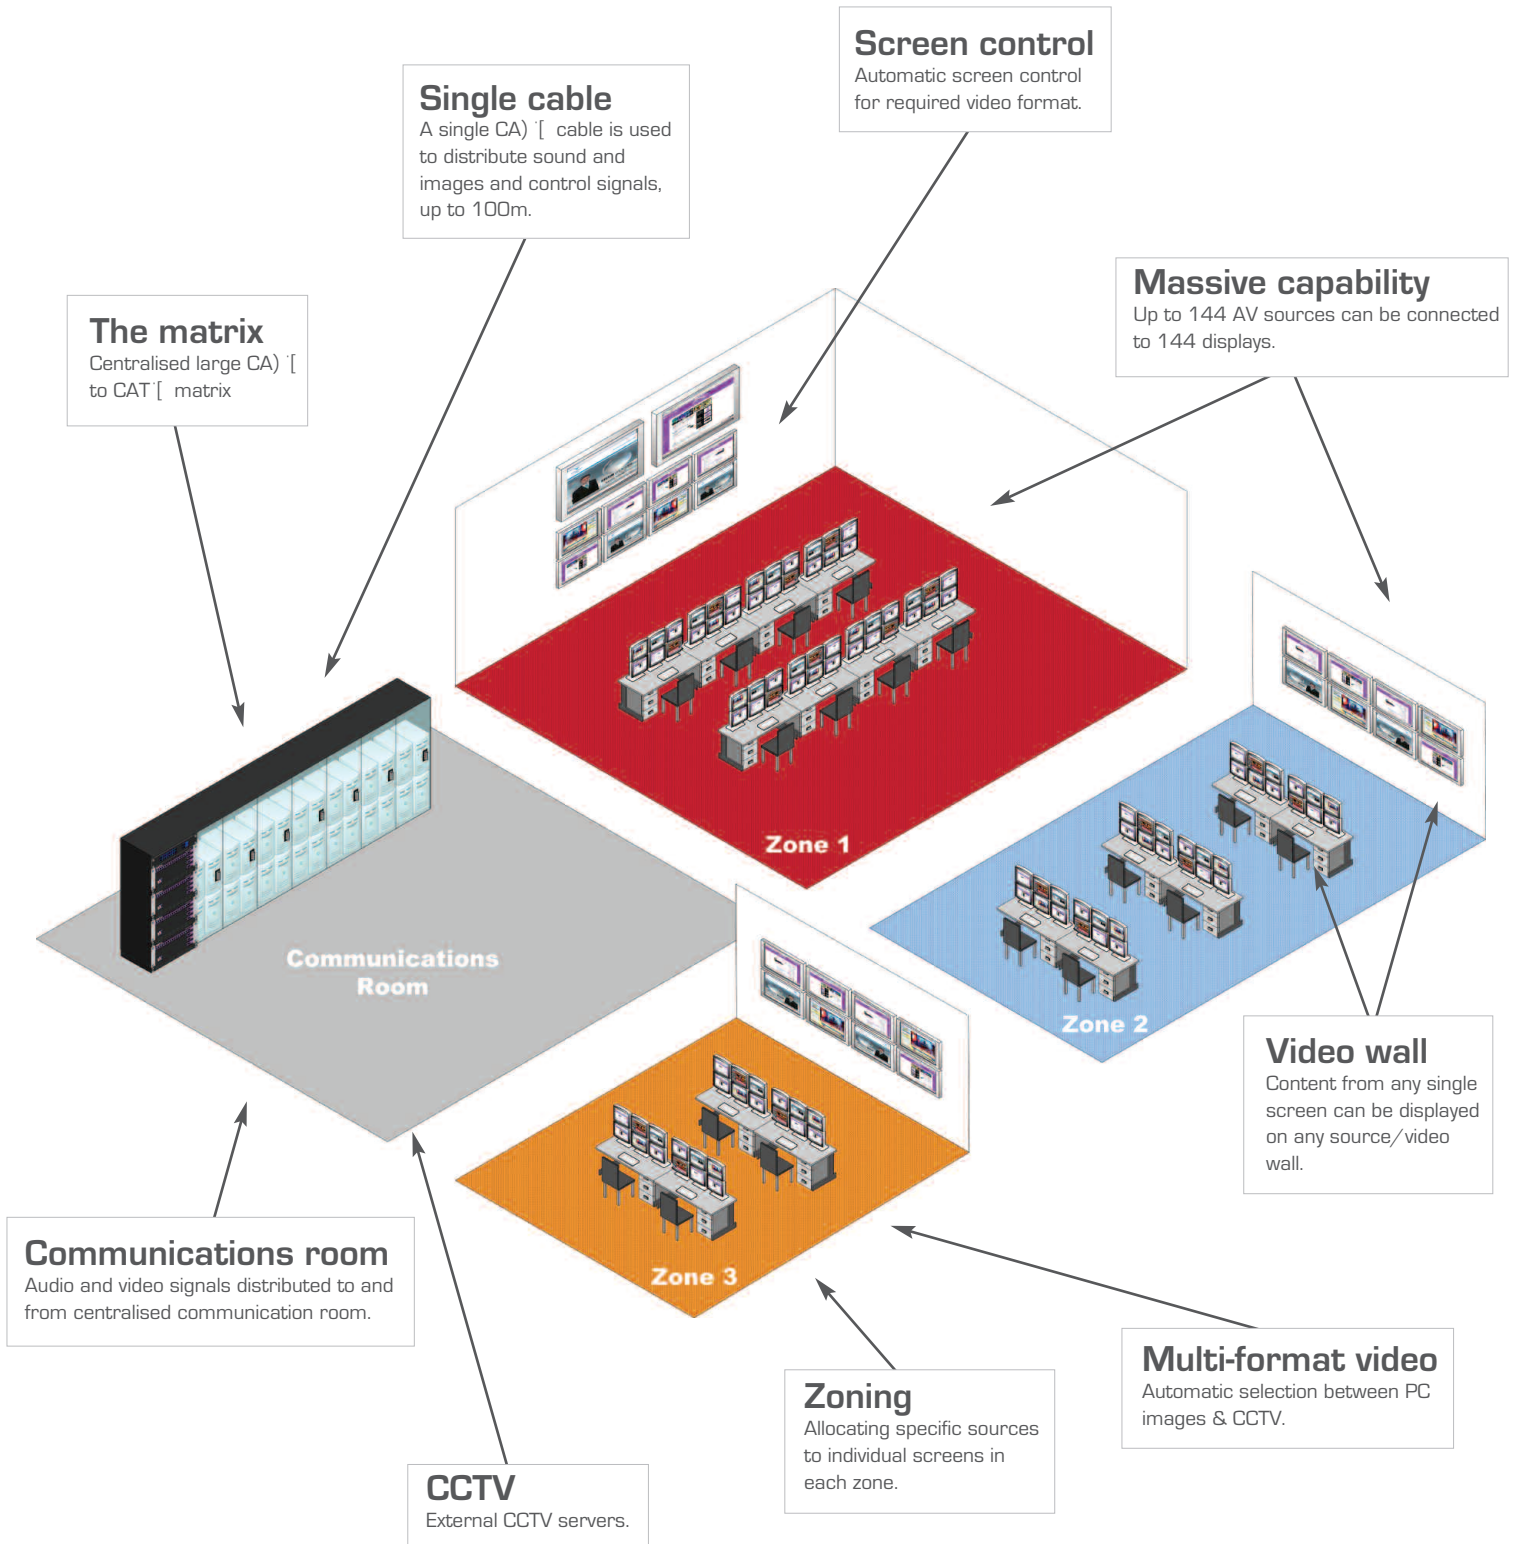 Screen control
Automatic screen control
for required video format.
Single cable
A single CA) ˙[ cable is used
to distribute sound and
images and control signals,
up to 100m.
Massive capability
Up to 144 AV sources can be connected
to 144 displays.
The matrix
Centralised large CA) ˙[
to CAT˙[ matrix
Zone 1
Communications
Room
Zone 2
Video wall
Content from any single
screen can be displayed
on any source/video
wall.
Zone 3
Communications room
Audio and video signals distributed to and
from centralised communication room.
Multi-format video
Automatic selection between PC
images & CCTV.
Zoning
Allocating specific sources
to individual screens in
each zone.
CCTV
External CCTV servers.